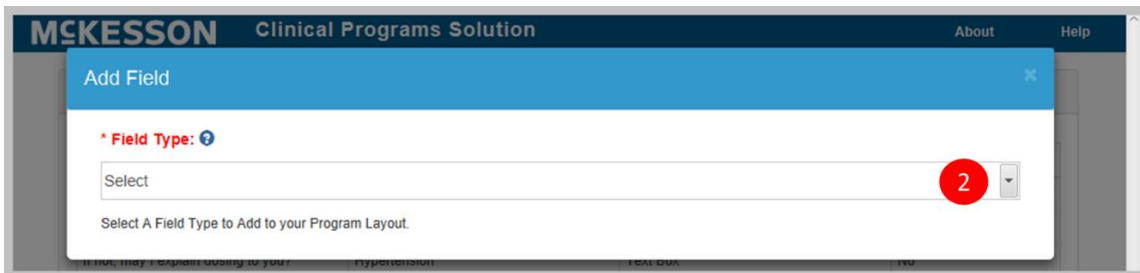 MCKESSON Clinical Programs Solution About Help
Add Field ×
* Field Type: ?
Select 2
Select A Field Type to Add to your Program Layout.
If not, may I explain dosing to you? Hypertension Text Box No